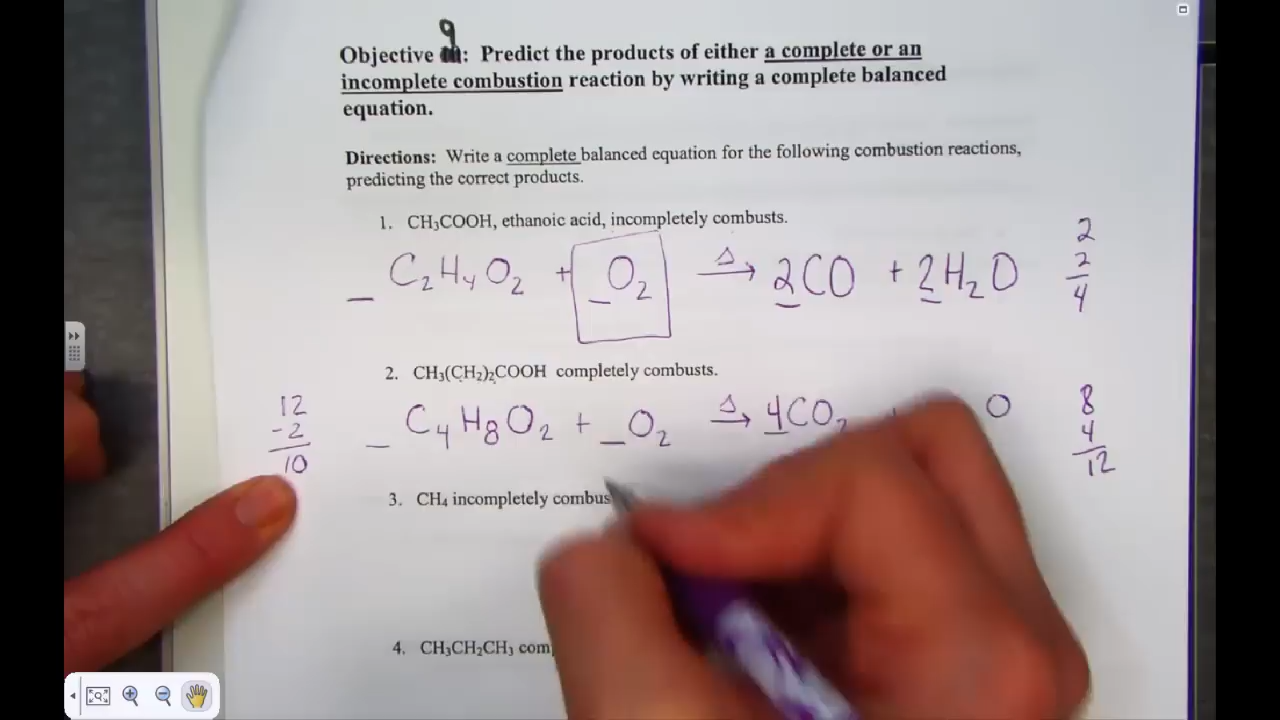 Objective 9: Predict the products of either a complete or an
incomplete combustion reaction by writing a complete balanced
equation.
Directions: Write a complete balanced equation for the following combustion reactions,
predicting the correct products.
1. CH₃COOH, ethanoic acid, incompletely combusts.
_ C₂H₄O₂ + _O₂ Δ→ 2CO + 2H₂O
2
2
4
2. CH₃(CH₂)₂COOH completely combusts.
12
-2
10
_ C₄H₈O₂ + _O₂ Δ→ 4CO₂ O
8
4
12
3. CH₄ incompletely
4. CH₃CH₂CH₃